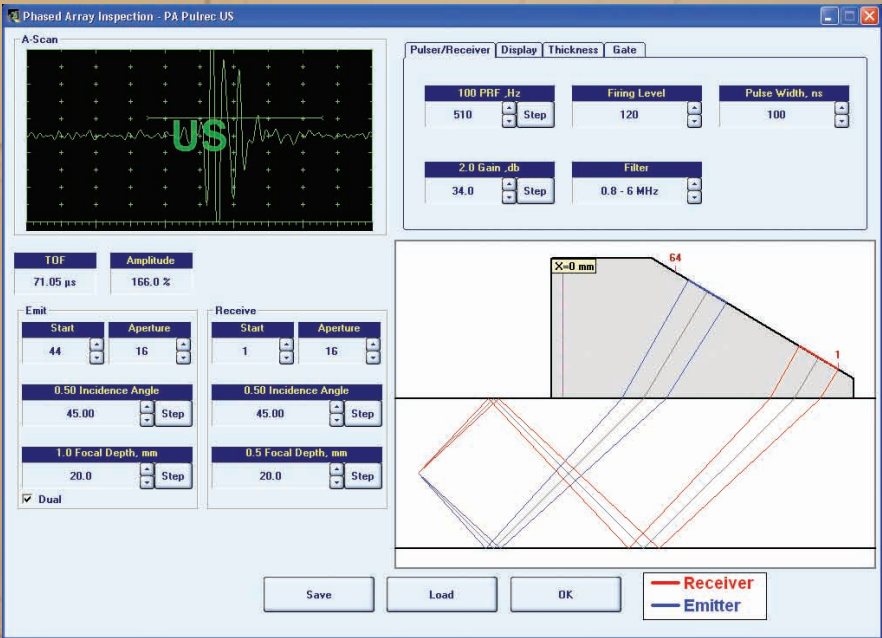 Phased Array Inspection - PA Pulrec US
A-Scan
US
Pulser/Receiver Display Thickness Gate
100 PRF ,Hz
510
Step
Firing Level
120
Pulse Width, ns
100
2.0 Gain ,db
34.0
Step
Filter
0.8 - 6 MHz
TOF
71.05 µs
Amplitude
166.0 %
Emit
Start
44
Aperture
16
0.50 Incidence Angle
45.00
Step
1.0 Focal Depth, mm
20.0
Step
Dual
Receive
Start
1
Aperture
16
0.50 Incidence Angle
45.00
Step
0.5 Focal Depth, mm
20.0
Step
X=0 mm
64
1
Save
Load
OK
Receiver
Emitter